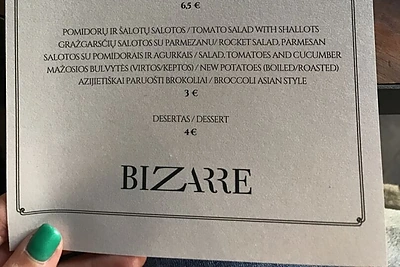 6.5 €
POMIDORŲ IR ŠALOTŲ SALOTOS / TOMATO SALAD WITH SHALLOTS
GRAŽGARSČIŲ SALOTOS SU PARMEZANU / ROCKET SALAD, PARMESAN
SALOTOS SU POMIDORAIS IR AGURKAIS / SALAD, TOMATOES AND CUCUMBER
MAŽOSIOS BULVYTĖS (VIRTOS/KEPTOS) / NEW POTATOES (BOILED/ROASTED)
AZIJIETIŠKAI PARUOŠTI BROKOLIAI / BROCCOLI ASIAN STYLE
3 €
DESERTAS / DESSERT
4 €
BIZARRE